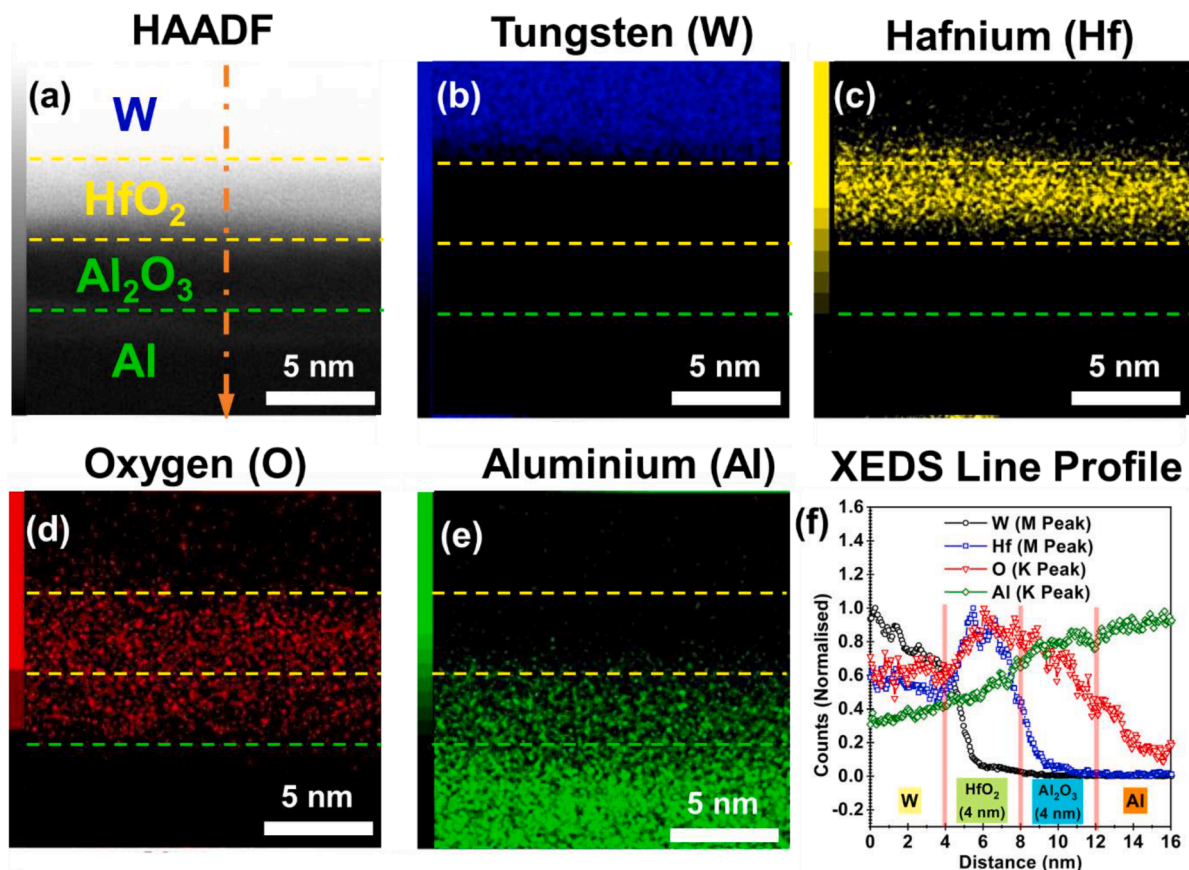 HAADF
Tungsten (W)
Hafnium (Hf)
(a)
W
HfO₂
Al₂O₃
Al
5 nm
(b)
5 nm
(c)
5 nm
Oxygen (O)
Aluminium (Al)
XEDS Line Profile
(d)
5 nm
(e)
5 nm
(f)
Counts (Normalised)
1.6
1.4
1.2
1.0
0.8
0.6
0.4
0.2
0.0
-0.2
W (M Peak)
Hf (M Peak)
O (K Peak)
Al (K Peak)
W
HfO₂
(4 nm)
Al₂O₃
(4 nm)
Al
0 2 4 6 8 10 12 14 16
Distance (nm)